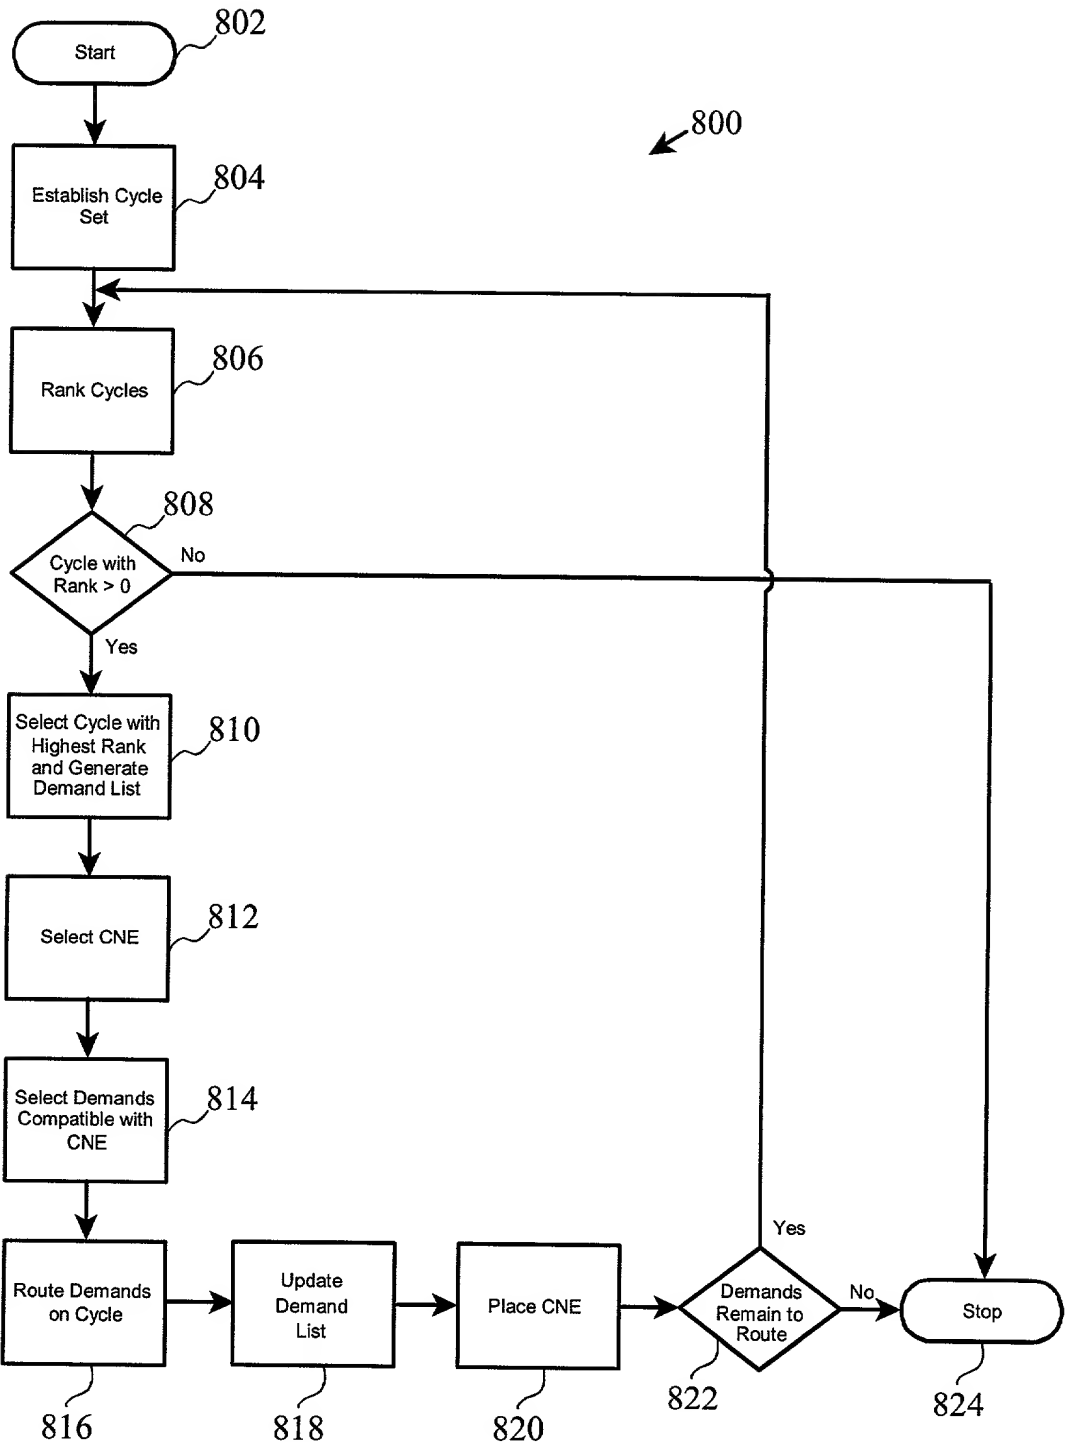 Start
802
800
Establish Cycle
Set
804
Rank Cycles
806
808
Cycle with
Rank > 0
No
Yes
Select Cycle with
Highest Rank
and Generate
Demand List
810
Select CNE
812
Select Demands
Compatible with
CNE
814
Route Demands
on Cycle
816
Update
Demand
List
818
Place CNE
820
Yes
Demands
Remain to
Route
822
No
Stop
824